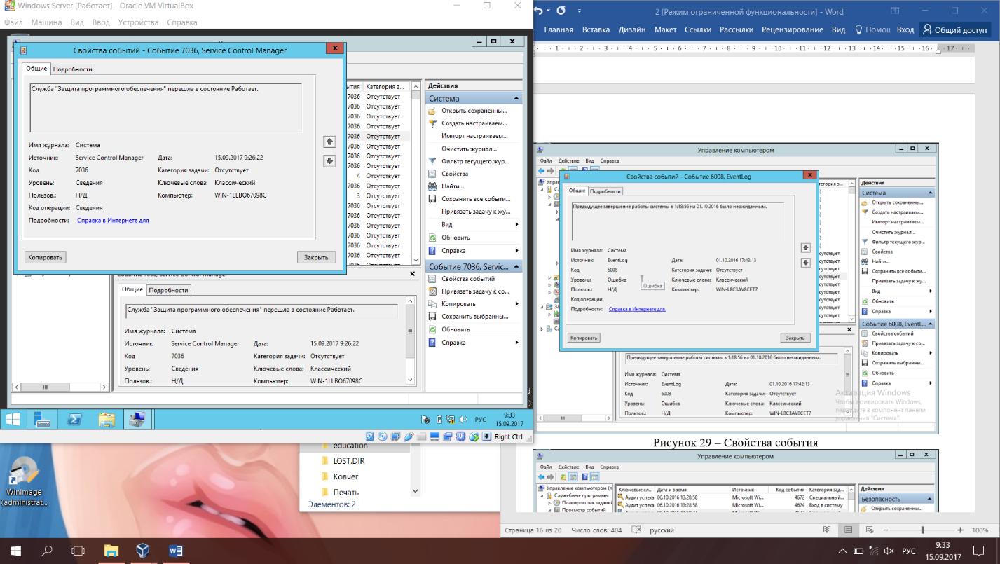 Windows Server [Работает] - Oracle VM VirtualBox
Файл Машина Вид Ввод Устройства Справка
Свойства событий - Событие 7036, Service Control Manager
Общие Подробности
Служба "Защита программного обеспечения" перешла в состояние Работает.
Имя журнала: Система
Источник: Service Control Manager Дата: 15.09.2017 9:26:22
Код 7036 Категория задачи: Отсутствует
Уровень: Сведения Ключевые слова: Классический
Пользов.: Н/Д Компьютер: WIN-1LLBO67098C
Код операции: Сведения
Подробности: Справка в Интернете для
Копировать Закрыть
ытия Категория з...
7036 Отсутствует
7036 Отсутствует
7036 Отсутствует
7036 Отсутствует
7036 Отсутствует
7036 Отсутствует
7036 Отсутствует
7036 Отсутствует
4 Отсутствует
7036 Отсутствует
3 Отсутствует
7036 Отсутствует
7036 Отсутствует
7036 Отсутствует
7036 Отсутствует
7036 Отсутствует
7036 Отсутствует
Действия
Система
Открыть сохраненны...
Создать настраиваем...
Импорт настраиваем...
Очистить журнал...
Фильтр текущего жур...
Свойства
Найти...
Сохранить все событи...
Привязать задачу к жу...
Вид
Обновить
Справка
Событие 7036, Servic...
Свойства событий
Привязать задачу к со...
Копировать
Сохранить выбранны...
Обновить
Справка
Событие 7036, Service Control Manager
Общие Подробности
Служба "Защита программного обеспечения" перешла в состояние Работает.
Имя журнала: Система
Источник: Service Control Manager Дата: 15.09.2017 9:26:22
Код 7036 Категория задачи: Отсутствует
Уровень: Сведения Ключевые слова: Классический
Пользов.: Н/Д Компьютер: WIN-1LLBO67098C
РУС 9:33
15.09.2017
Right Ctrl
2 [Режим ограниченной функциональности] - Word
Главная Вставка Дизайн Макет Ссылки Рассылки Рецензирование Вид Помощ Вход Общий доступ
1 2 3 4 5 6 7 8 9 10 11 12 13 14 15 16 17
Управление компьютером
Файл Действие Вид Справка
Свойства событий - Событие 6008, EventLog
Общие Подробности
Предыдущее завершение работы системы в 1:18:56 на 01.10.2016 было неожиданным.
Имя журнала: Система
Источник: EventLog Дата: 01.10.2016 17:42:13
Код 6008 Категория задачи: Отсутствует
Уровень: Ошибка Ключевые слова: Классический
Ошибка
Пользов.: Н/Д Компьютер: WIN-L8C3AV8CET7
Код операции:
Подробности: Справка в Интернете для
Копировать Закрыть
Действия
Система
Открыть сохраненны...
Создать настраиваем...
Импорт настраиваем...
Очистить журнал...
Фильтр текущего жур...
Свойства
Найти...
Сохранить все событи...
Привязать задачу к жу...
Вид
Обновить
Справка
Событие 6008, EventL...
Свойства событий
Привязать задачу к со...
Копировать
Сохранить выбранны...
Обновить
Справка
Предыдущее завершение работы системы в 1:18:56 на 01.10.2016 было неожиданным.
Имя журнала: Система
Источник: EventLog Дата: 01.10.2016 17:42:13
Код 6008 Категория задачи: Отсутствует
Уровень: Ошибка Ключевые слова: Классический
Пользов.: Н/Д Компьютер: WIN-L8C3AV8CET7
Активация Windows
Чтобы активировать Windows,
перейдите в компонент панели
управления "Система".
Рисунок 29 – Свойства события
Управление компьютером
Файл Действие Вид Справка
Управление компьютером (л
Служебные программы
Планировщик заданий
Просмотр событий
Ключевые сл... Дата и время Источник Код события Категория зад...
Аудит успеха 06.10.2016 13:28:58 Microsoft Wi... 4672 Специальный...
Аудит успеха 06.10.2016 13:28:58 Microsoft Wi... 4624 Вход в систему
Действия
Безопасность
Открыть сохраненны...
Страница 16 из 20 Число слов: 404 русский 100%
education
LOST.DIR
Ковчег
Печать
Элементов: 2
WinImage
(administrat...
РУС 9:33
15.09.2017